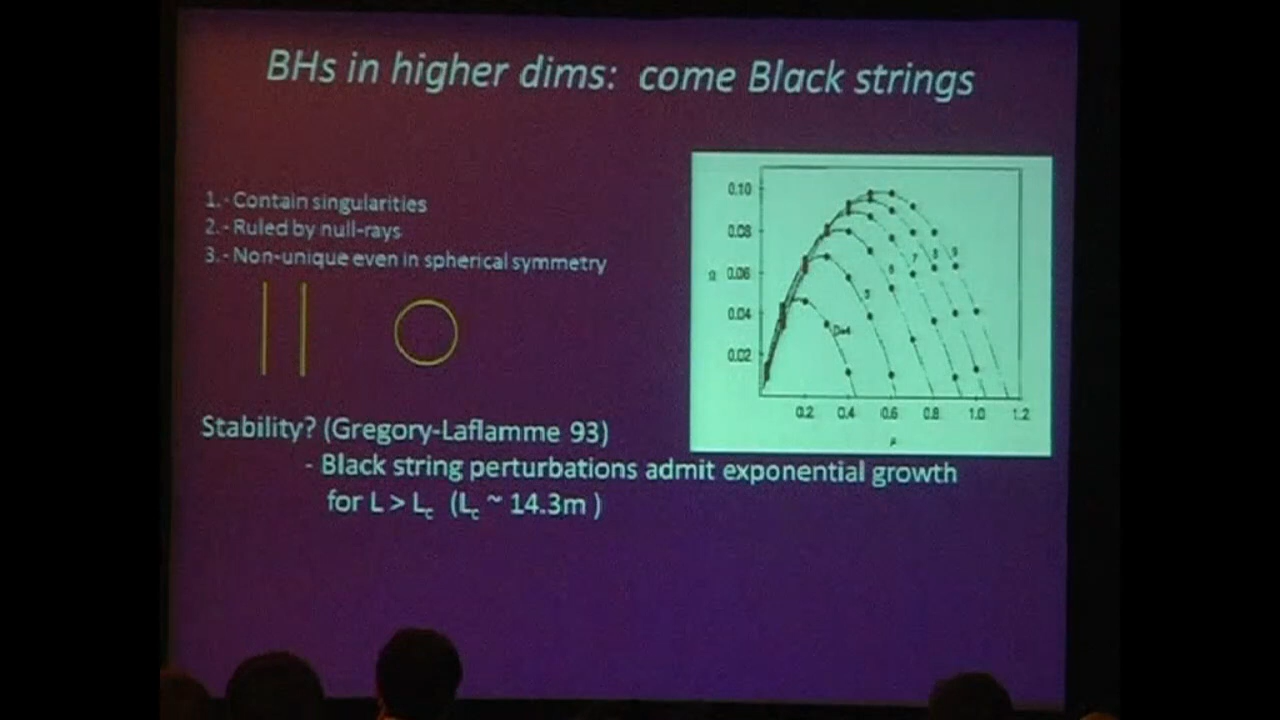 BHs in higher dims: come Black strings
1.- Contain singularities
2.- Ruled by null-rays
3.- Non-unique even in spherical symmetry
0.10
0.08
Ω 0.06
0.04
0.02
D=4
5
6
7
8
9
0.2 0.4 0.6 0.8 1.0 1.2
μ
Stability? (Gregory-Laflamme 93)
- Black string perturbations admit exponential growth
for L > Lc (Lc ~ 14.3m )